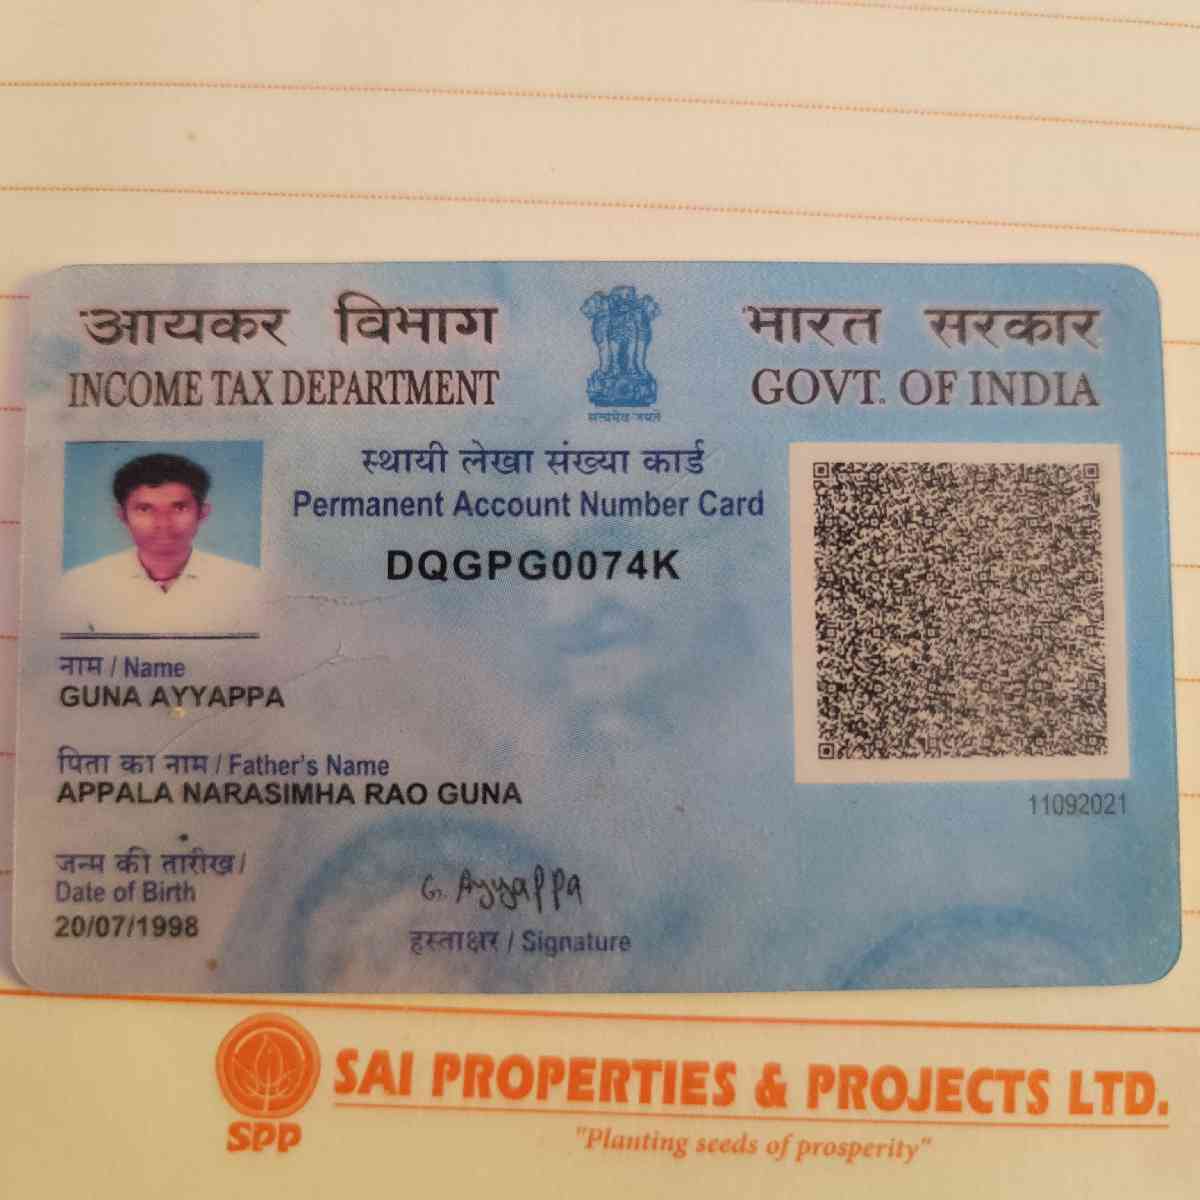 आयकर विभाग
INCOME TAX DEPARTMENT
सत्यमेव जयते
भारत सरकार
GOVT. OF INDIA
स्थायी लेखा संख्या कार्ड
Permanent Account Number Card
DQGPG0074K
नाम / Name
GUNA AYYAPPA
पिता का नाम / Father's Name
APPALA NARASIMHA RAO GUNA
जन्म की तारीख /
Date of Birth
20/07/1998
G. Ayyappa
हस्ताक्षर / Signature
11092021
SPP
SAI PROPERTIES & PROJECTS LTD.
"Planting seeds of prosperity"